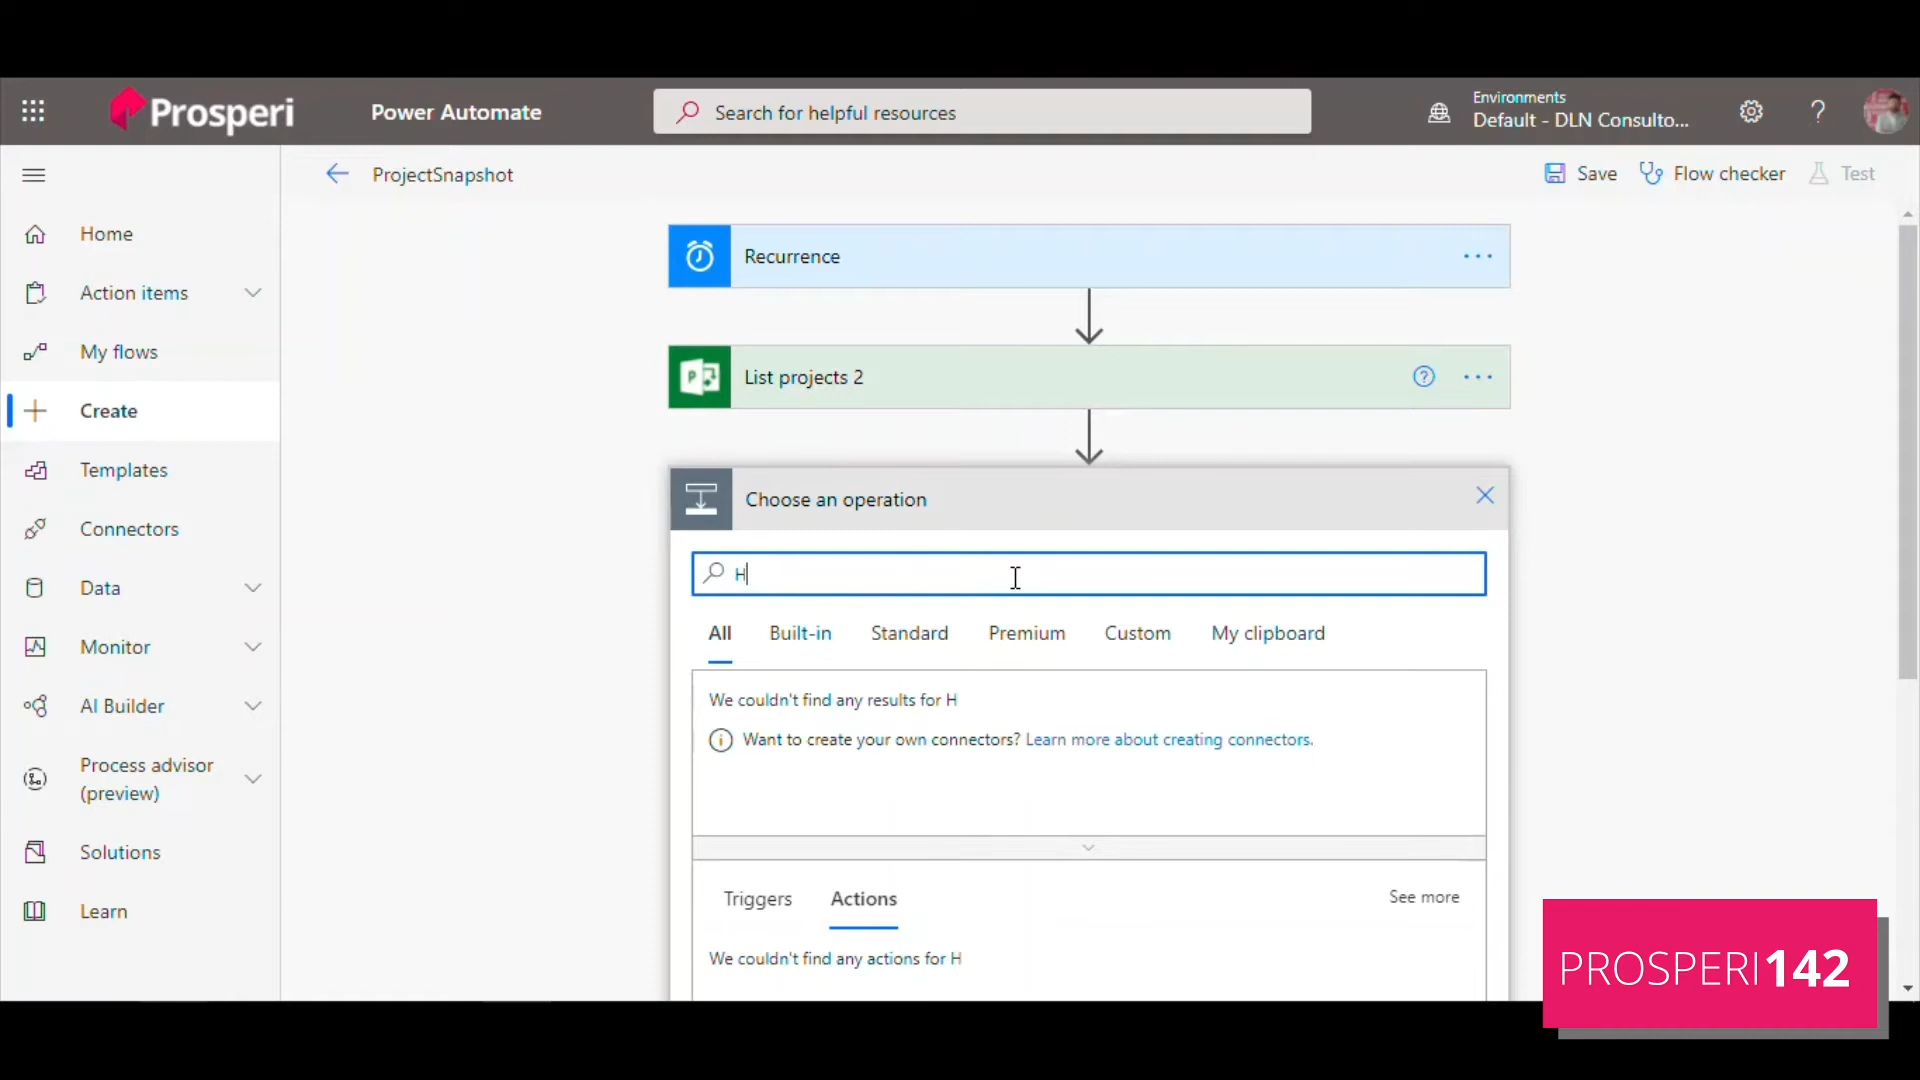 Prosperi
Power Automate
Search for helpful resources
Environments
Default - DLN Consulto...
?
ProjectSnapshot
Save
Flow checker
Test
Home
Action items
My flows
Create
Templates
Connectors
Data
Monitor
AI Builder
Process advisor
(preview)
Solutions
Learn
Recurrence
List projects 2
Choose an operation
H
All
Built-in
Standard
Premium
Custom
My clipboard
We couldn't find any results for H
Want to create your own connectors? Learn more about creating connectors.
Triggers
Actions
See more
We couldn't find any actions for H
PROSPERI142